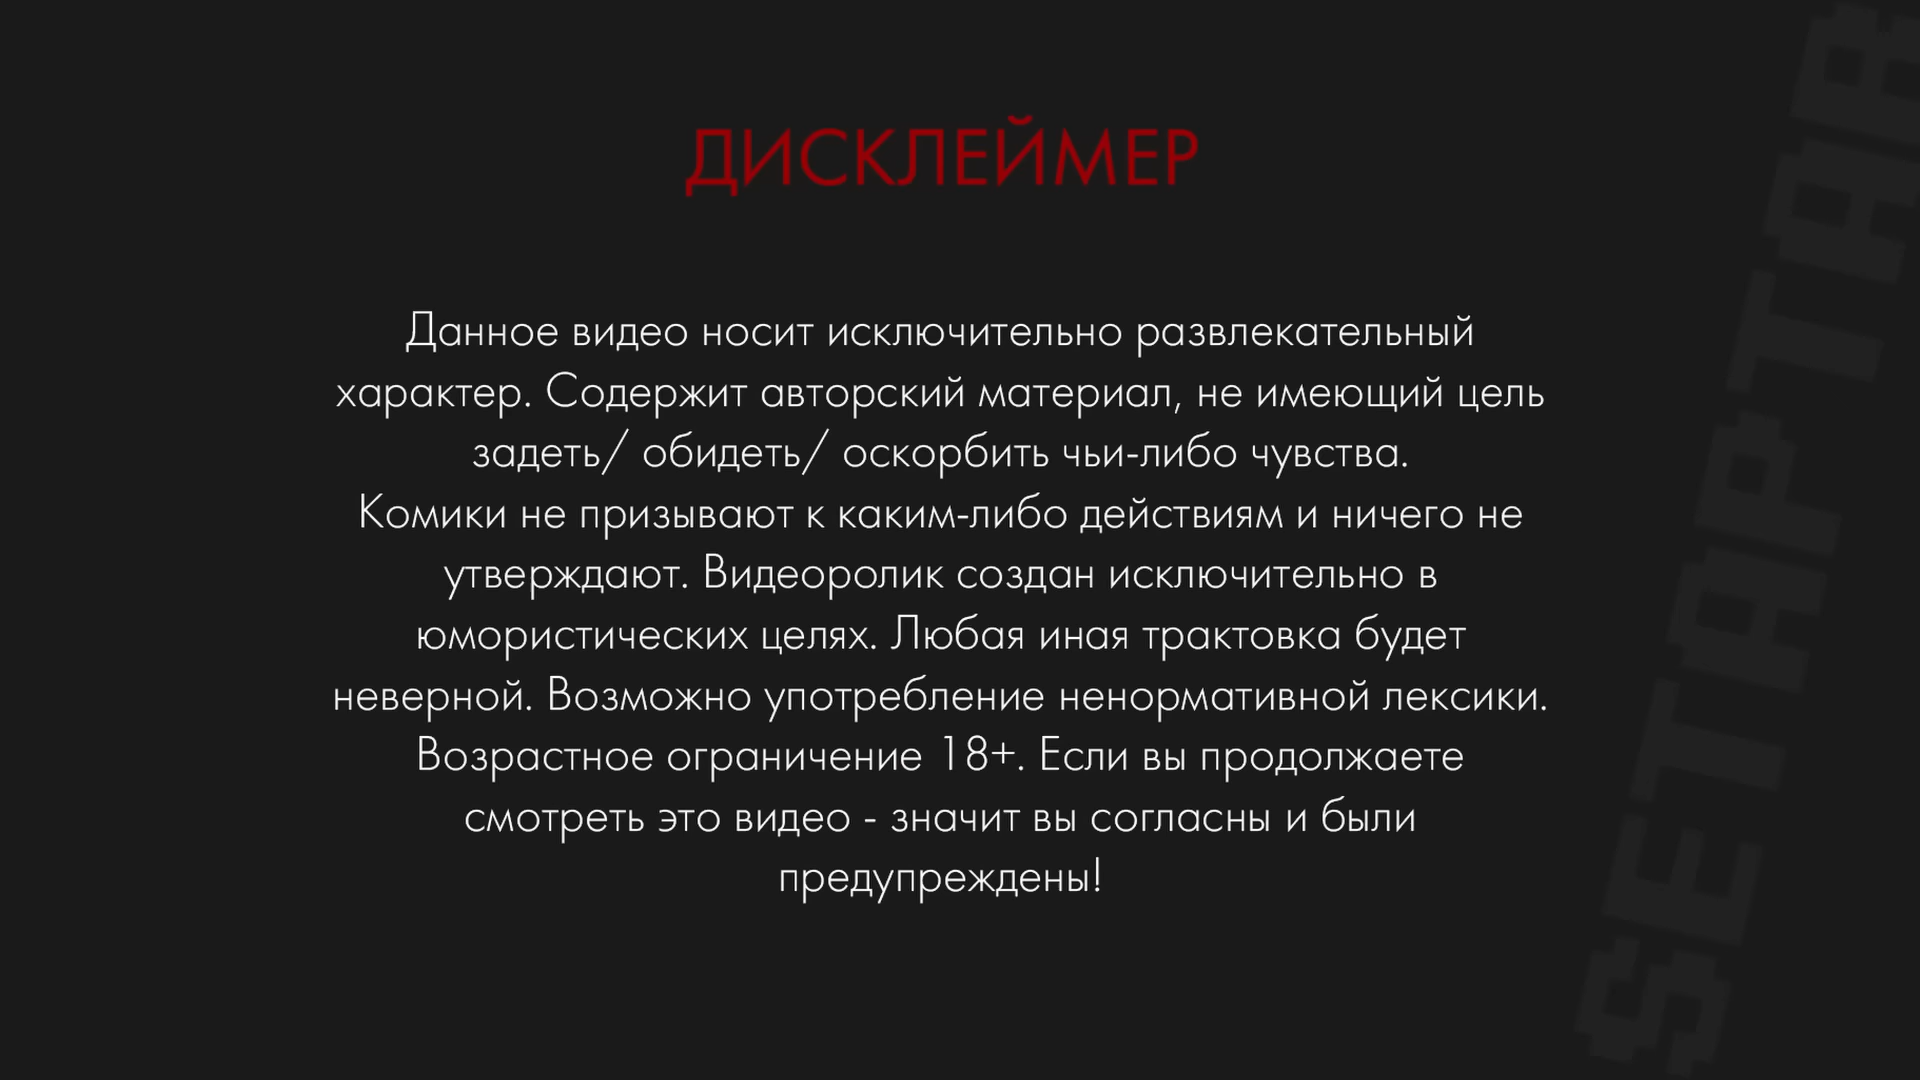 ДИСКЛЕЙМЕР
Данное видео носит исключительно развлекательный
характер. Содержит авторский материал, не имеющий цель
задеть/ обидеть/ оскорбить чьи-либо чувства.
Комики не призывают к каким-либо действиям и ничего не
утверждают. Видеоролик создан исключительно в
юмористических целях. Любая иная трактовка будет
неверной. Возможно употребление ненормативной лексики.
Возрастное ограничение 18+. Если вы продолжаете
смотреть это видео - значит вы согласны и были
предупреждены!